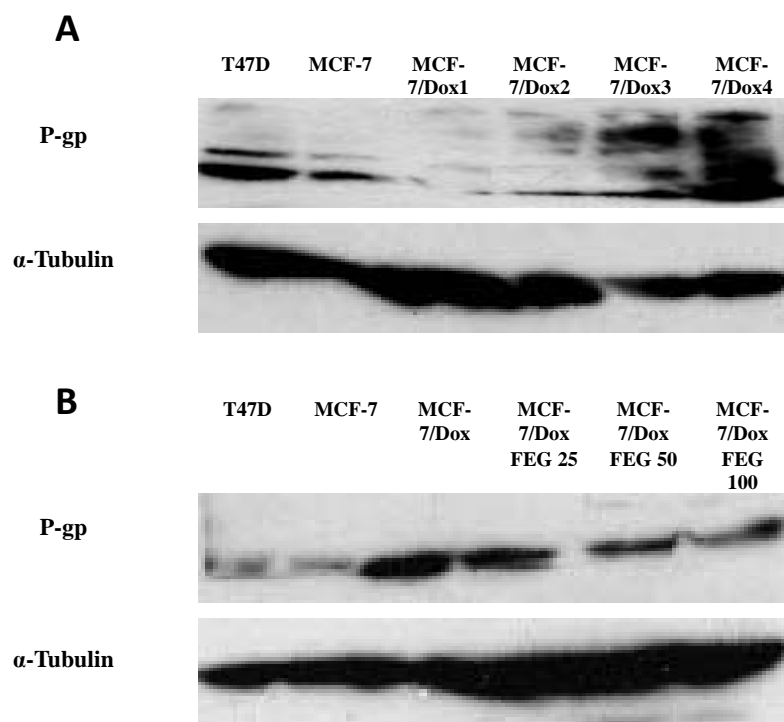 A
T47D MCF-7 MCF- MCF- MCF- MCF-
7/Dox1 7/Dox2 7/Dox3 7/Dox4
P-gp
α-Tubulin
B
T47D MCF-7 MCF- MCF- MCF- MCF-
7/Dox 7/Dox 7/Dox 7/Dox
FEG 25 FEG 50 FEG
100
P-gp
α-Tubulin